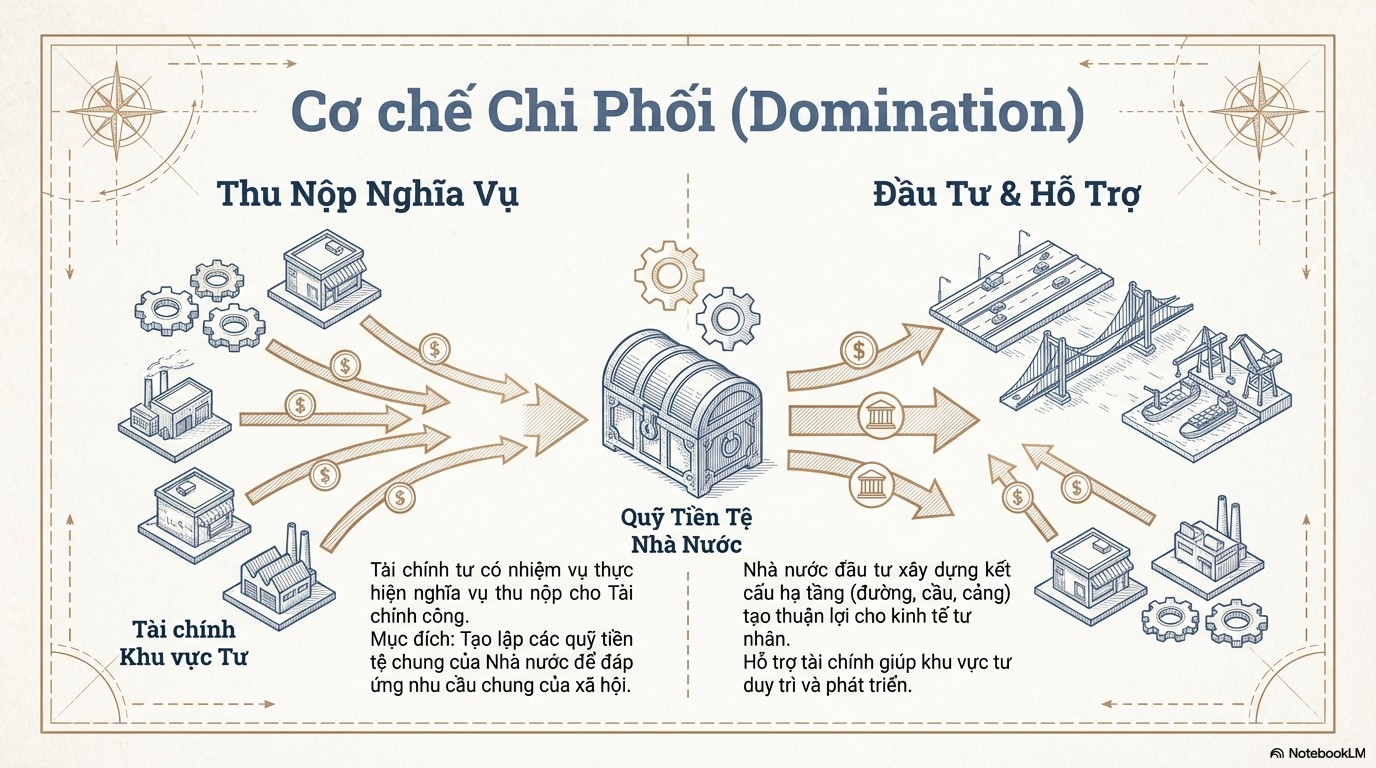 Cơ chế Chi Phối (Domination)
Thu Nộp Nghĩa Vụ
Tài chính
Khu vực Tư
Tài chính tư có nhiệm vụ thực
hiện nghĩa vụ thu nộp cho Tài
chính công.
Mục đích: Tạo lập các quỹ tiền
tệ chung của Nhà nước để đáp
ứng nhu cầu chung của xã hội.
Quỹ Tiền Tệ
Nhà Nước
Đầu Tư & Hỗ Trợ
Nhà nước đầu tư xây dựng kết
cấu hạ tầng (đường, cầu, cảng)
tạo thuận lợi cho kinh tế tư
nhân.
Hỗ trợ tài chính giúp khu vực tư
duy trì và phát triển.
NotebookLM